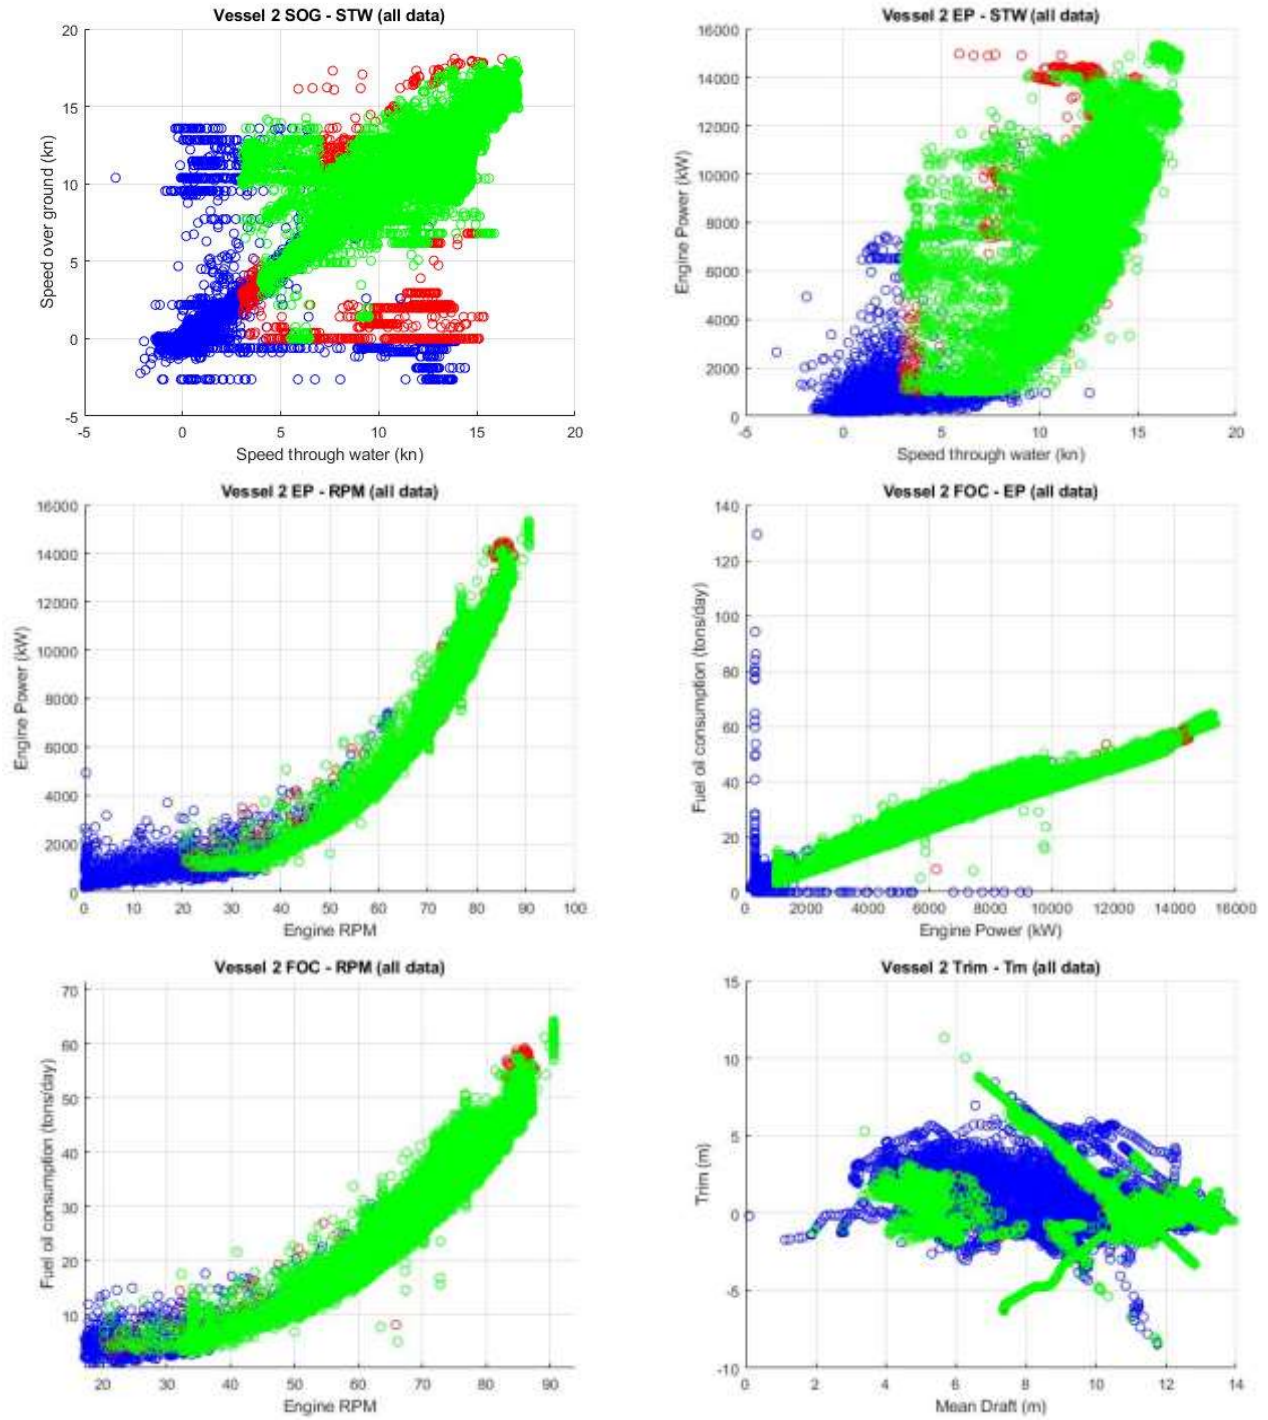 Vessel 2 SOG - STW (all data)
20
15
10
5
0
-5
-5 0 5 10 15 20
Speed over ground (kn)
Speed through water (kn)
Vessel 2 EP - STW (all data)
16000
14000
12000
10000
8000
6000
4000
2000
0
-5 0 5 10 15 20
Engine Power (kW)
Speed through water (kn)
Vessel 2 EP - RPM (all data)
16000
14000
12000
10000
8000
6000
4000
2000
0
0 10 20 30 40 50 60 70 80 90 100
Engine Power (kW)
Engine RPM
Vessel 2 FOC - EP (all data)
140
120
100
80
60
40
20
0
0 2000 4000 6000 8000 10000 12000 14000 16000
Fuel oil consumption (tons/day)
Engine Power (kW)
Vessel 2 FOC - RPM (all data)
70
60
50
40
30
20
10
20 30 40 50 60 70 80 90
Fuel oil consumption (tons/day)
Engine RPM
Vessel 2 Trim - Tm (all data)
15
10
5
0
-5
-10
0 2 4 6 8 10 12 14
Trim (m)
Mean Draft (m)